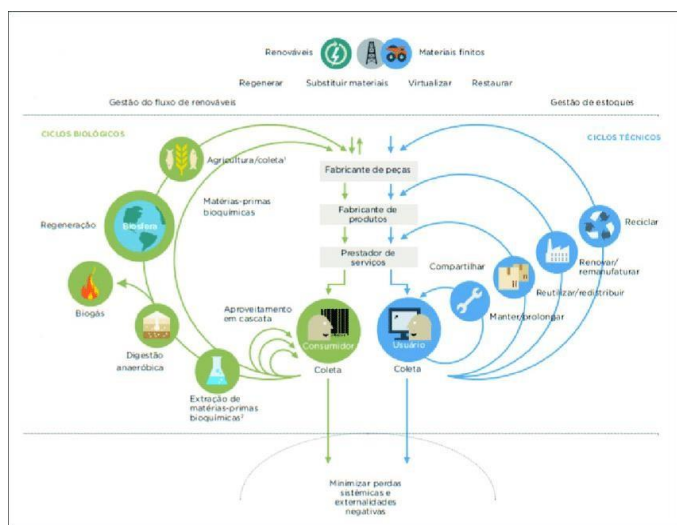 Renováveis
Materiais finitos
Regenerar
Substituir materiais
Virtualizar
Restaurar
Gestão do fluxo de renováveis
Gestão de estoques
CICLOS BIOLÓGICOS
CICLOS TÉCNICOS
Agricultura/coleta¹
Fabricante de peças
Matérias-primas
bioquímicas
Regeneração
Biosfera
Fabricante de
produtos
Reciclar
Prestador de
serviços
Renovar/
remanufaturar
Compartilhar
Reutilizar/redistribuir
Biogás
Aproveitamento
em cascata
Manter/prolongar
Consumidor
Usuário
Digestão
anaeróbica
Coleta
Coleta
Extração de
matérias-primas
bioquímicas²
Minimizar perdas
sistêmicas e
externalidades
negativas